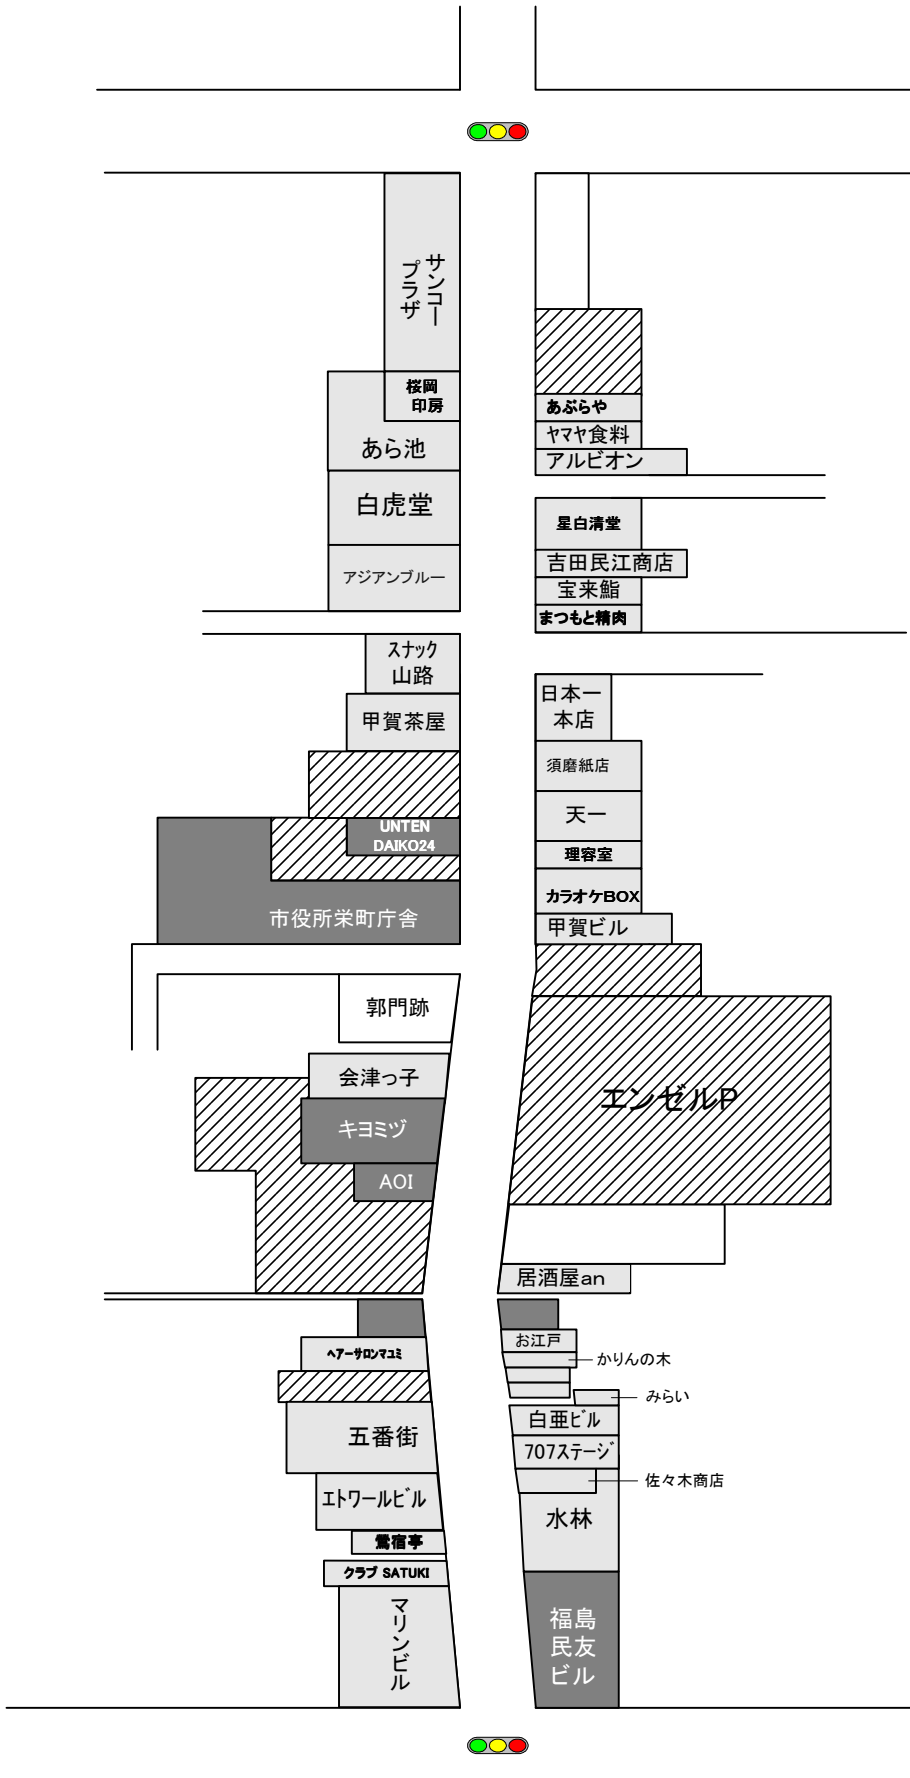 サンコー
プラザ
桜岡
印房
あら池
白虎堂
アジアンブルー
スナック
山路
甲賀茶屋
UNTEN
DAIKO24
市役所栄町庁舎
郭門跡
会津っ子
キヨミヅ
AOI
ヘアーサロンマユミ
五番街
エトワールビル
鶯宿亭
クラブ SATUKI
マリンビル
あぶらや
ヤマヤ食料
アルビオン
星白清堂
吉田民江商店
宝来鮨
まつもと精肉
日本一
本店
須磨紙店
天一
理容室
カラオケBOX
甲賀ビル
エンゼルP
居酒屋an
お江戸
かりんの木
みらい
白亜ビル
707ステージ
佐々木商店
水林
福島
民友
ビル